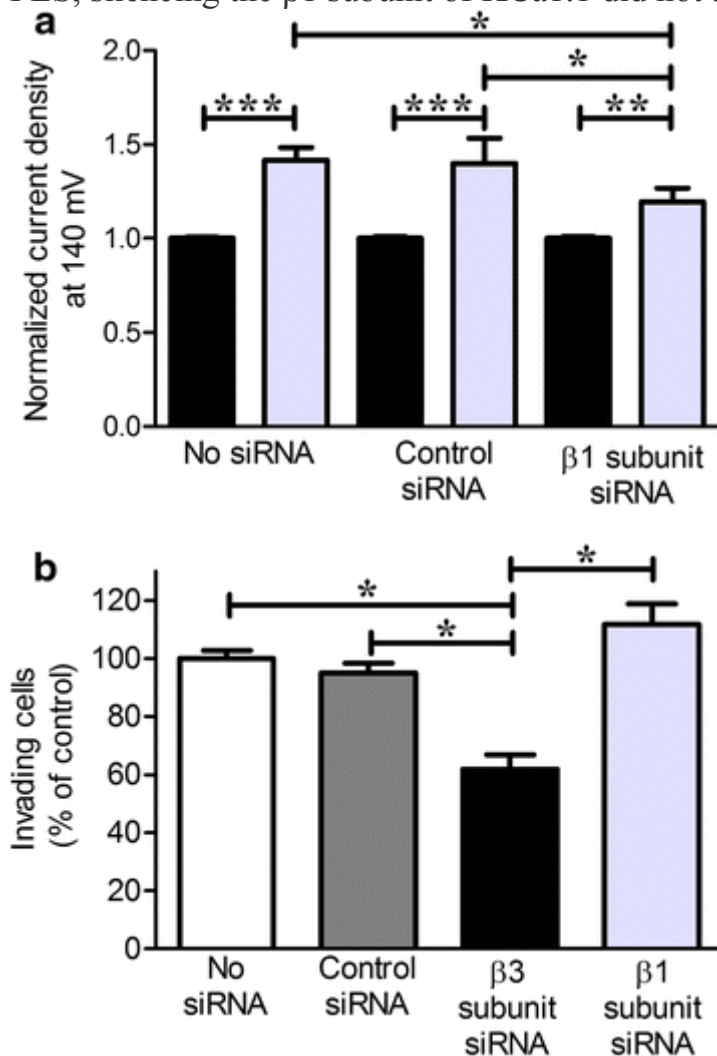 a
*
*
*** *** **
2.0
1.5
1.0
0.5
0.0
Normalized current density
at 140 mV
No siRNA
Control
siRNA
β1 subunit
siRNA
b
*
*
*
120
100
80
60
40
20
0
Invading cells
(% of control)
No
siRNA
Control
siRNA
β3
subunit
siRNA
β1
subunit
siRNA